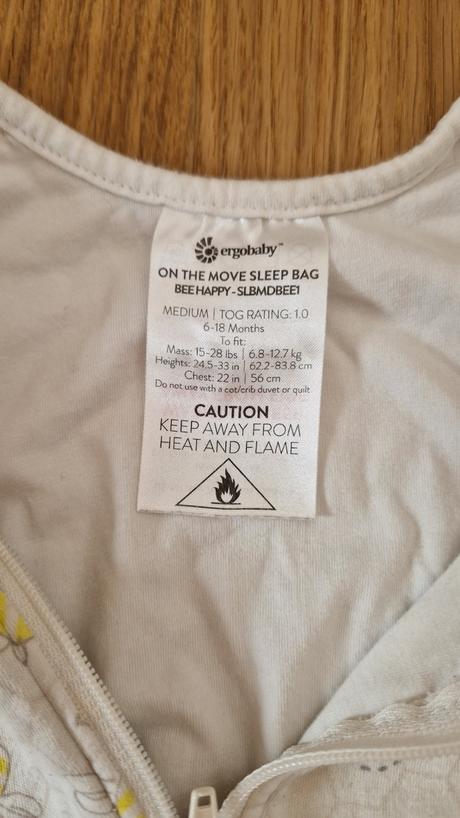 ergobaby™
ON THE MOVE SLEEP BAG
BEE HAPPY - SLBMDBEE1
MEDIUM | TOG RATING: 1.0
6-18 Months
To fit:
Mass: 15-28 lbs | 6.8-12.7 kg
Heights: 24.5-33 in | 62.2-83.8 cm
Chest: 22 in | 56 cm
Do not use with a cot/crib duvet or quilt
CAUTION
KEEP AWAY FROM
HEAT AND FLAME